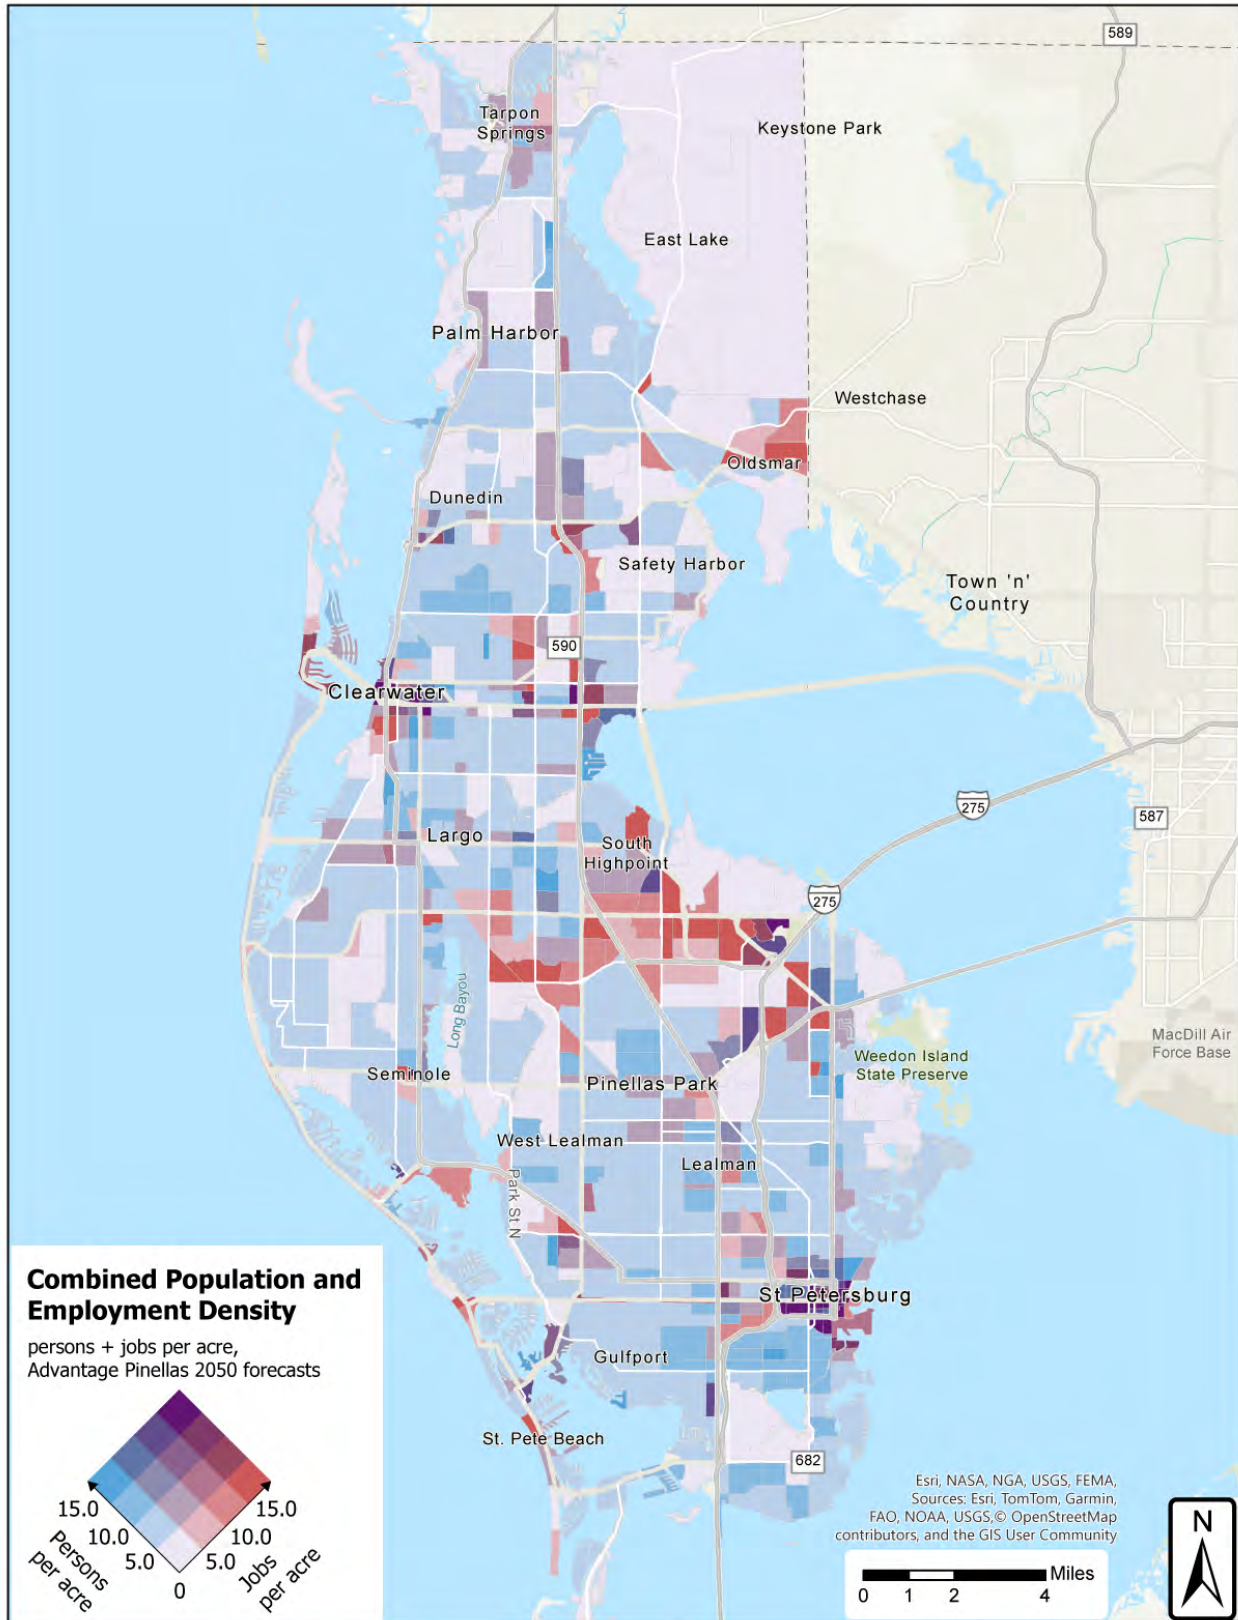 589
Tarpon
Springs
Keystone Park
East Lake
Palm Harbor
Westchase
Oldsmar
Dunedin
Safety Harbor
Town 'n'
Country
590
Clearwater
275
587
Largo
South
Highpoint
275
Long Bayou
MacDill Air
Force Base
Weedon Island
State Preserve
Seminole
Pinellas Park
West Lealman
Lealman
Park St N
St Petersburg
Gulfport
St. Pete Beach
682
Combined Population and
Employment Density
persons + jobs per acre,
Advantage Pinellas 2050 forecasts
15.0
15.0
10.0
10.0
5.0
5.0
0
Persons
per acre
Jobs
per acre
Esri, NASA, NGA, USGS, FEMA,
Sources: Esri, TomTom, Garmin,
FAO, NOAA, USGS,© OpenStreetMap
contributors, and the GIS User Community
Miles
0 1 2 4
N